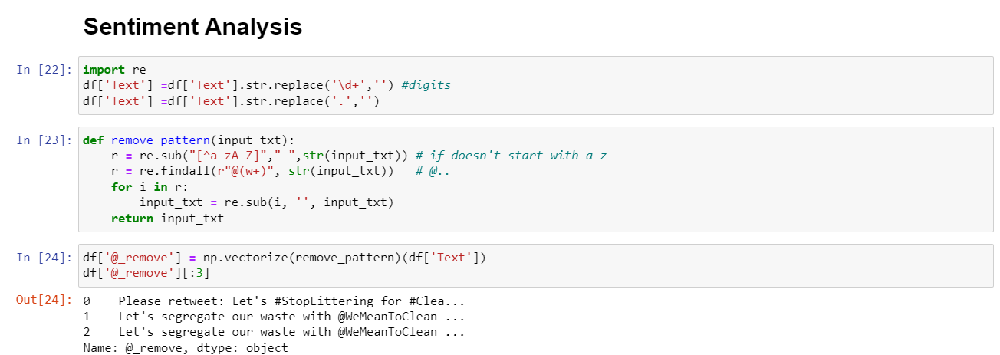 Sentiment Analysis
In [22]: import re
df['Text'] =df['Text'].str.replace('\d+','') #digits
df['Text'] =df['Text'].str.replace('.','')
In [23]: def remove_pattern(input_txt):
    r = re.sub("[^a-zA-Z]"," ",str(input_txt)) # if doesn't start with a-z
    r = re.findall(r"@(w+)", str(input_txt))   # @..
    for i in r:
        input_txt = re.sub(i, '', input_txt)
    return input_txt
In [24]: df['@_remove'] = np.vectorize(remove_pattern)(df['Text'])
df['@_remove'][:3]
Out[24]: 0    Please retweet: Let's #StopLittering for #Clea...
1    Let's segregate our waste with @WeMeanToClean ...
2    Let's segregate our waste with @WeMeanToClean ...
Name: @_remove, dtype: object